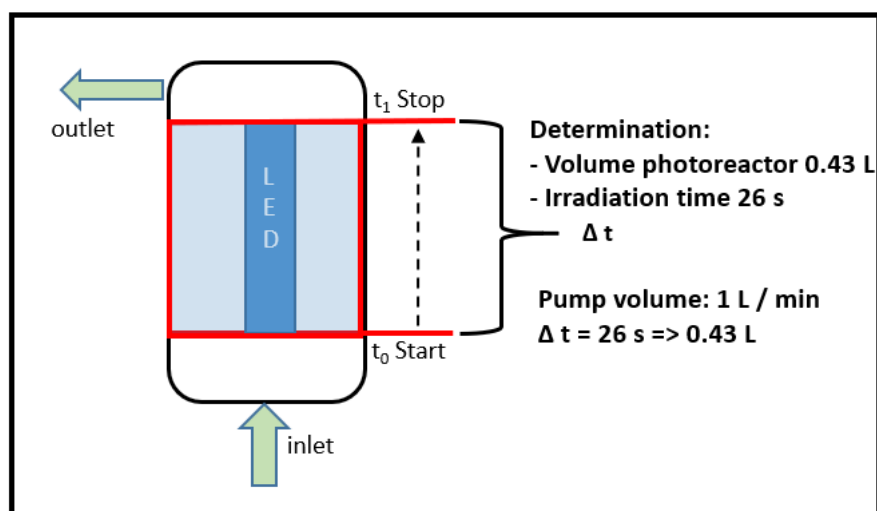 outlet
L
E
D
inlet
t₁ Stop
t₀ Start
Determination:
- Volume photoreactor 0.43 L
- Irradiation time 26 s
Δ t
Pump volume: 1 L / min
Δ t = 26 s => 0.43 L